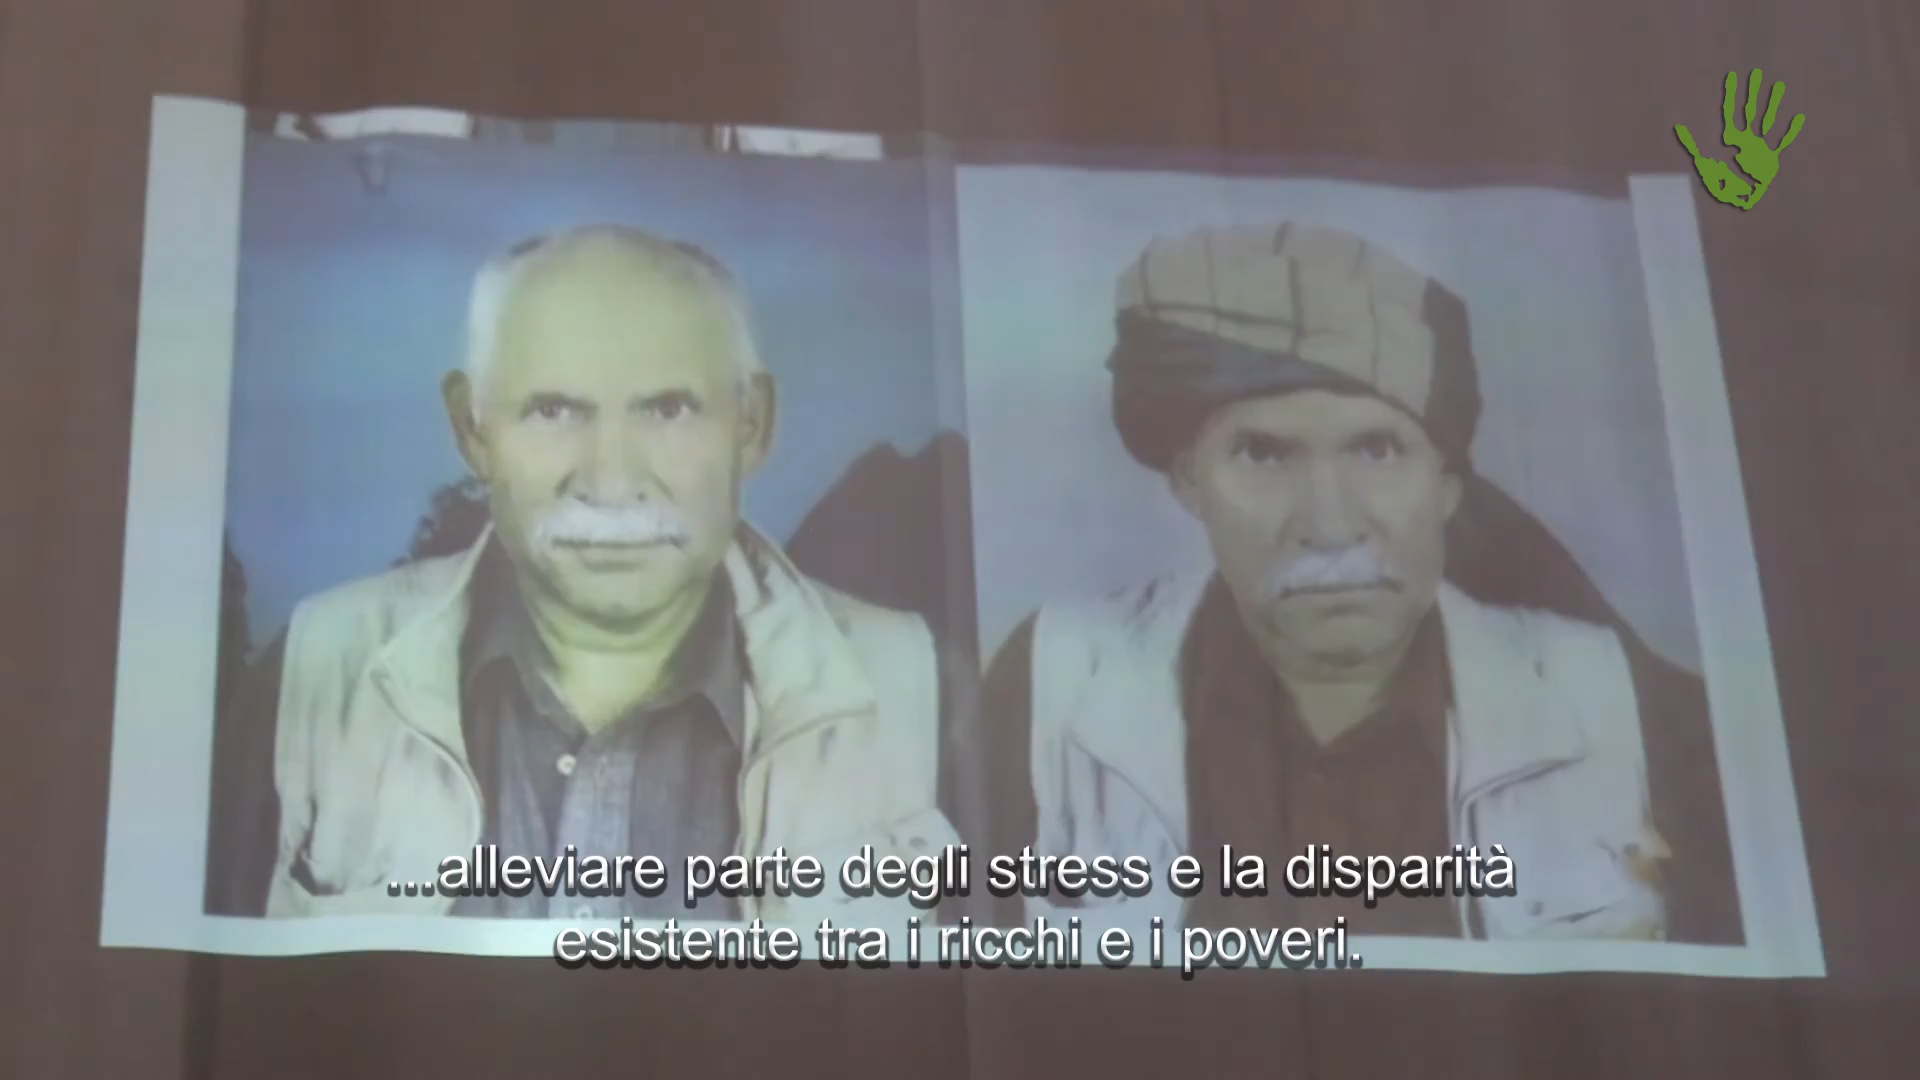 ...alleviare parte degli stress e la disparità
esistente tra i ricchi e i poveri.